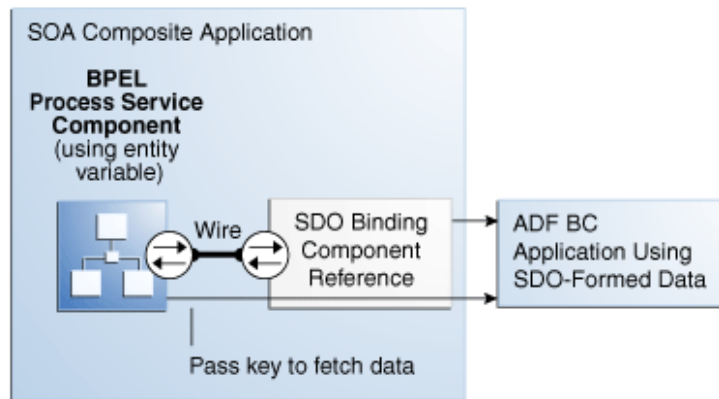 SOA Composite Application
BPEL
Process Service
Component
(using entity
variable)
Wire
SDO Binding
Component
Reference
ADF BC
Application Using
SDO-Formed Data
Pass key to fetch data